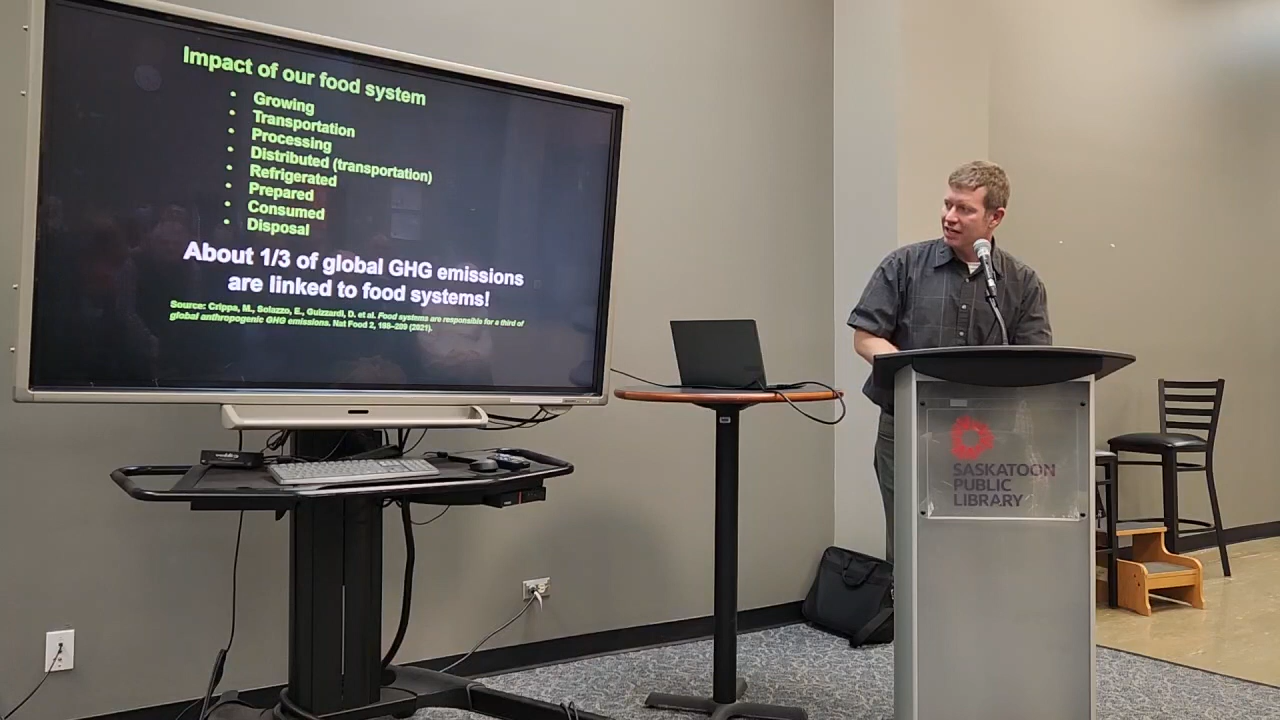 Impact of our food system
• Growing
• Transportation
• Processing
• Distributed (transportation)
• Refrigerated
• Prepared
• Consumed
• Disposal
About 1/3 of global GHG emissions
are linked to food systems!
Source: Crippa, M., Solazzo, E., Guizzardi, D. et al. Food systems are responsible for a third of
global anthropogenic GHG emissions. Nat Food 2, 198–209 (2021).
SASKATOON
PUBLIC
LIBRARY